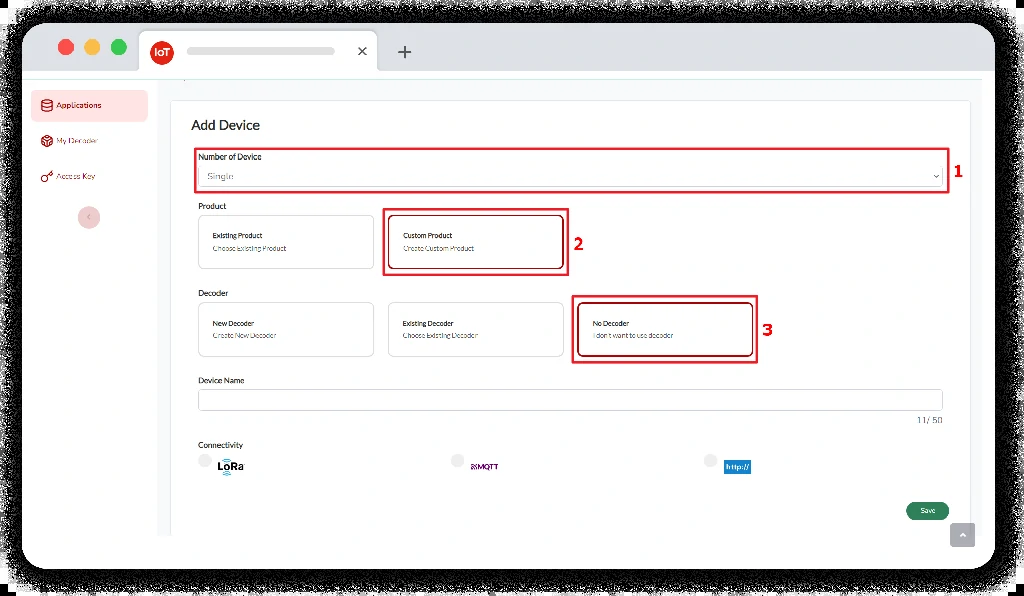 IoT
Applications
My Decoder
Access Key
Add Device
Number of Device
Single
1
Product
Existing Product
Choose Existing Product
Custom Product
Create Custom Product
2
Decoder
New Decoder
Create New Decoder
Existing Decoder
Choose Existing Decoder
No Decoder
I don't want to use decoder
3
Device Name
11/ 50
Connectivity
LoRa
MQTT
http://
Save